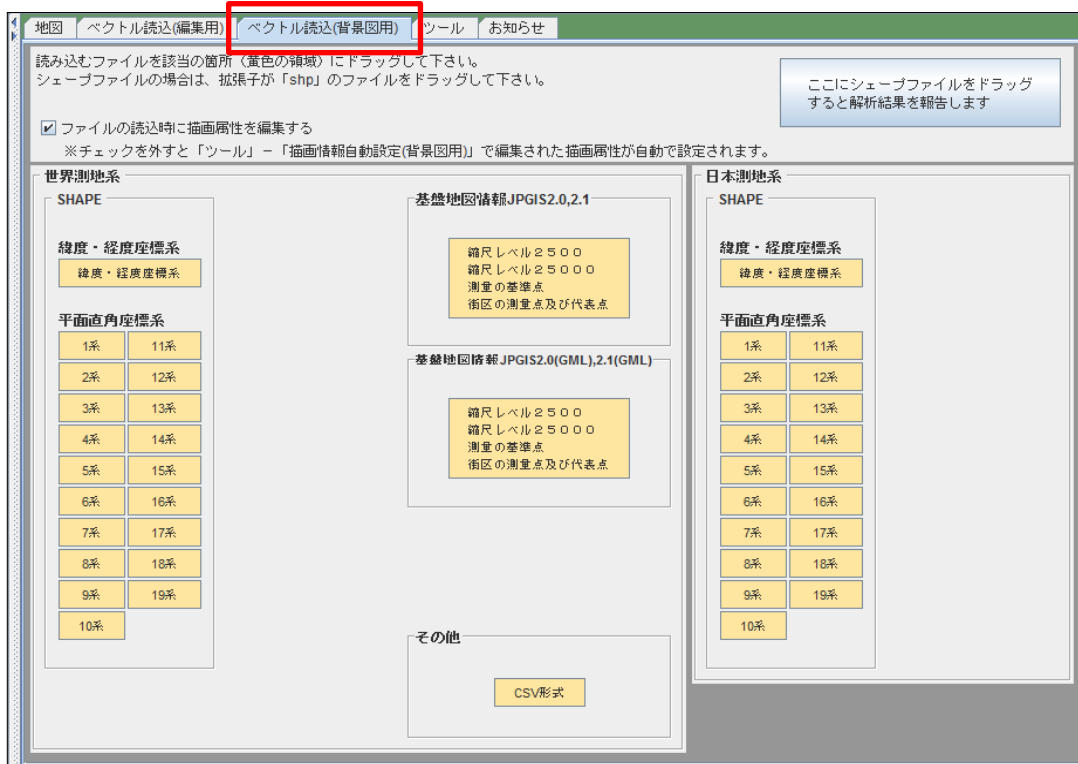 地図
ベクトル読込(編集用)
ベクトル読込(背景図用)
ツール
お知らせ
読み込むファイルを該当の箇所（黄色の領域）にドラッグして下さい。
シェープファイルの場合は、拡張子が「shp」のファイルをドラッグして下さい。
ここにシェープファイルをドラッグ
すると解析結果を報告します
ファイルの読込時に描画属性を編集する
※チェックを外すと「ツール」－「描画情報自動設定(背景図用)」で編集された描画属性が自動で設定されます。
世界測地系
SHAPE
緯度・経度座標系
緯度・経度座標系
平面直角座標系
1系 11系
2系 12系
3系 13系
4系 14系
5系 15系
6系 16系
7系 17系
8系 18系
9系 19系
10系
基盤地図情報JPGIS2.0,2.1
縮尺レベル２５００
縮尺レベル２５０００
測量の基準点
街区の測量点及び代表点
基盤地図情報JPGIS2.0(GML),2.1(GML)
縮尺レベル２５００
縮尺レベル２５０００
測量の基準点
街区の測量点及び代表点
その他
CSV形式
日本測地系
SHAPE
緯度・経度座標系
緯度・経度座標系
平面直角座標系
1系 11系
2系 12系
3系 13系
4系 14系
5系 15系
6系 16系
7系 17系
8系 18系
9系 19系
10系